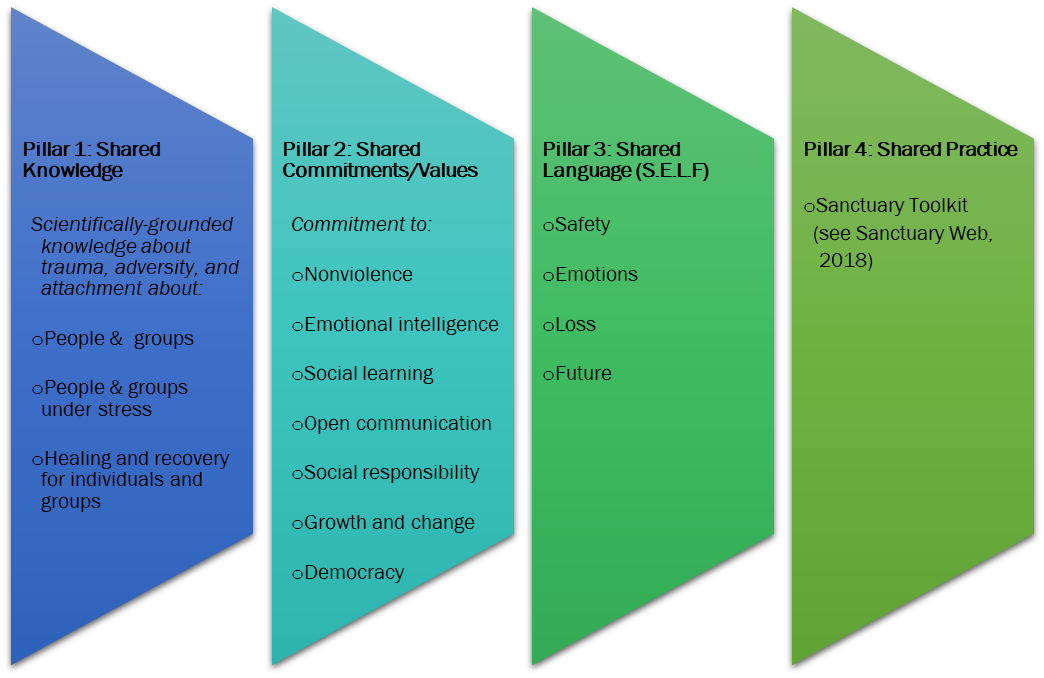 Pillar 1: Shared
Knowledge
Scientifically-grounded
knowledge about
trauma, adversity, and
attachment about:
oPeople & groups
oPeople & groups
under stress
oHealing and recovery
for individuals and
groups
Pillar 2: Shared
Commitments/Values
Commitment to:
oNonviolence
oEmotional intelligence
oSocial learning
oOpen communication
oSocial responsibility
oGrowth and change
oDemocracy
Pillar 3: Shared
Language (S.E.L.F)
oSafety
oEmotions
oLoss
oFuture
Pillar 4: Shared Practice
oSanctuary Toolkit
(see Sanctuary Web,
2018)